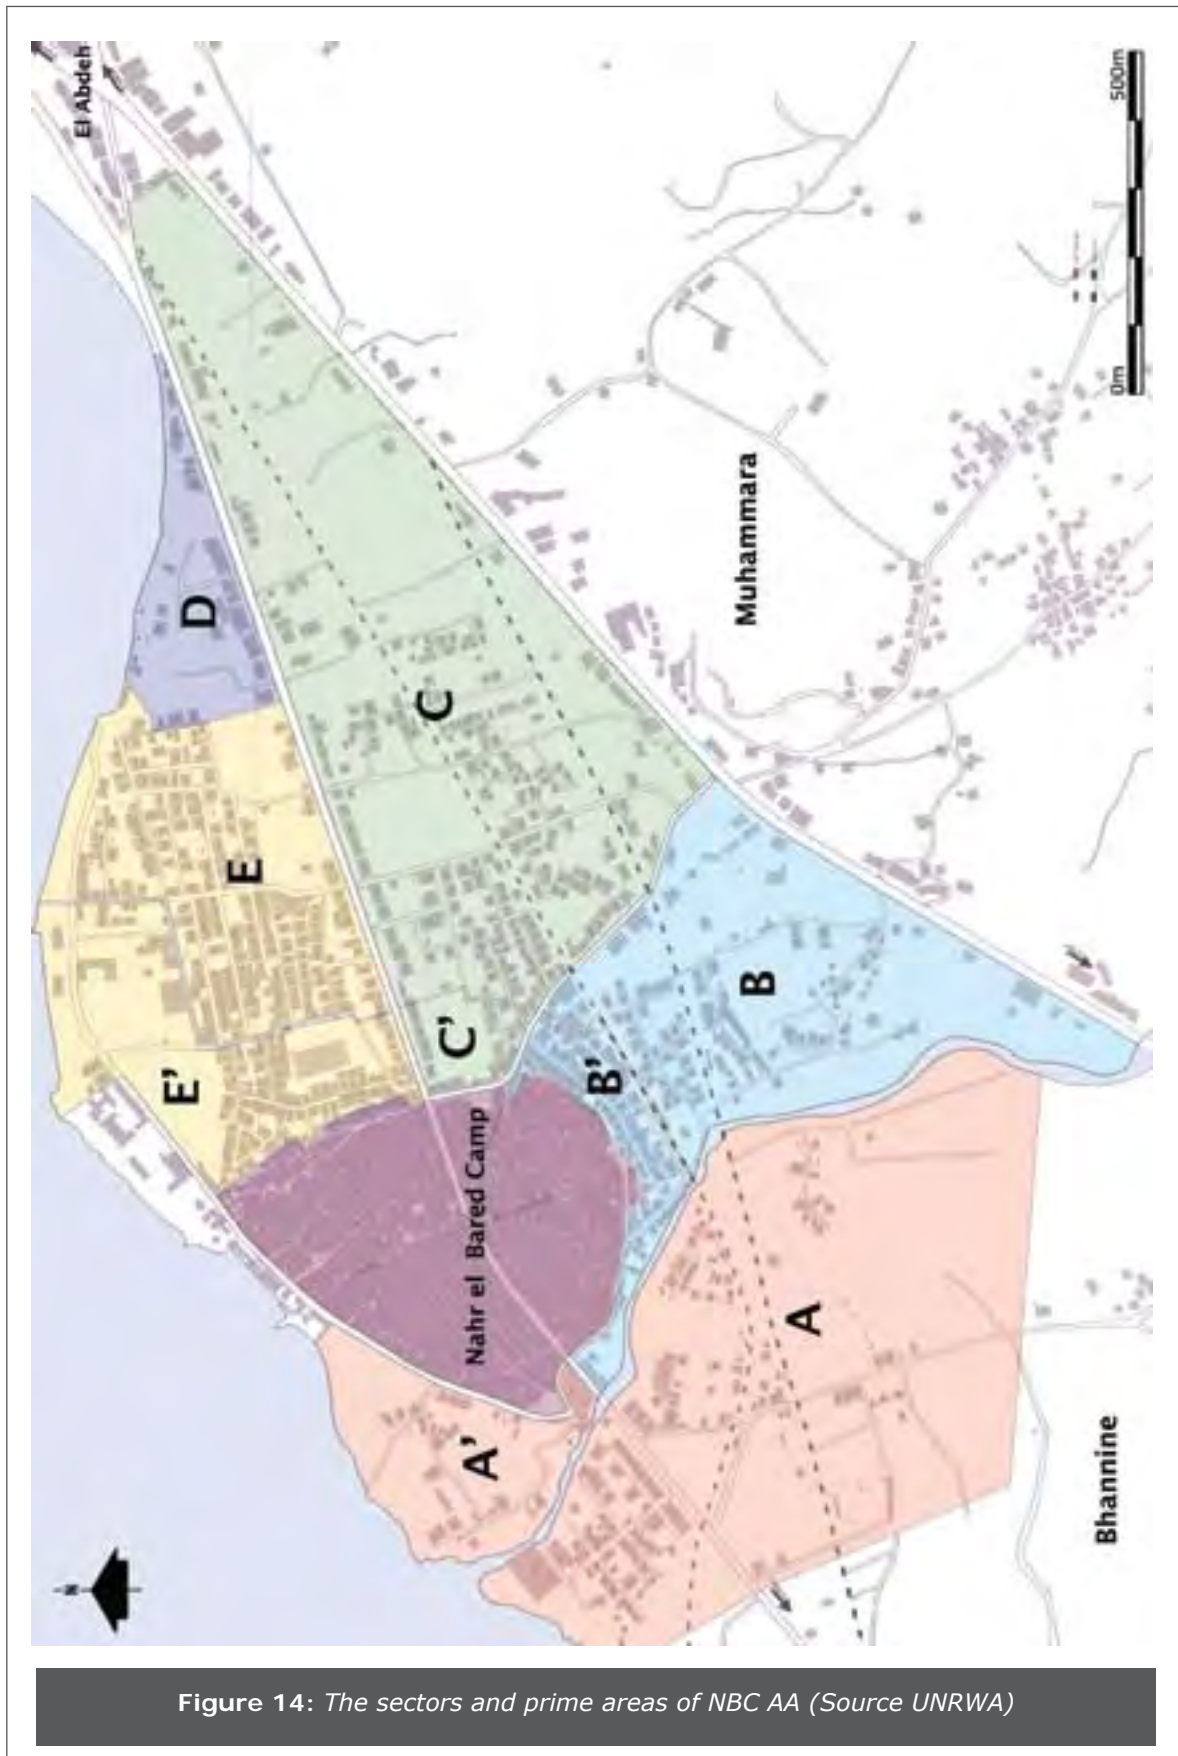 El Abdeh
500m
0m
D
C
Muhammara
E
E'
C'
B'
B
Nahr el Bared Camp
A
A'
N
Bhannine
Figure 14: The sectors and prime areas of NBC AA (Source UNRWA)